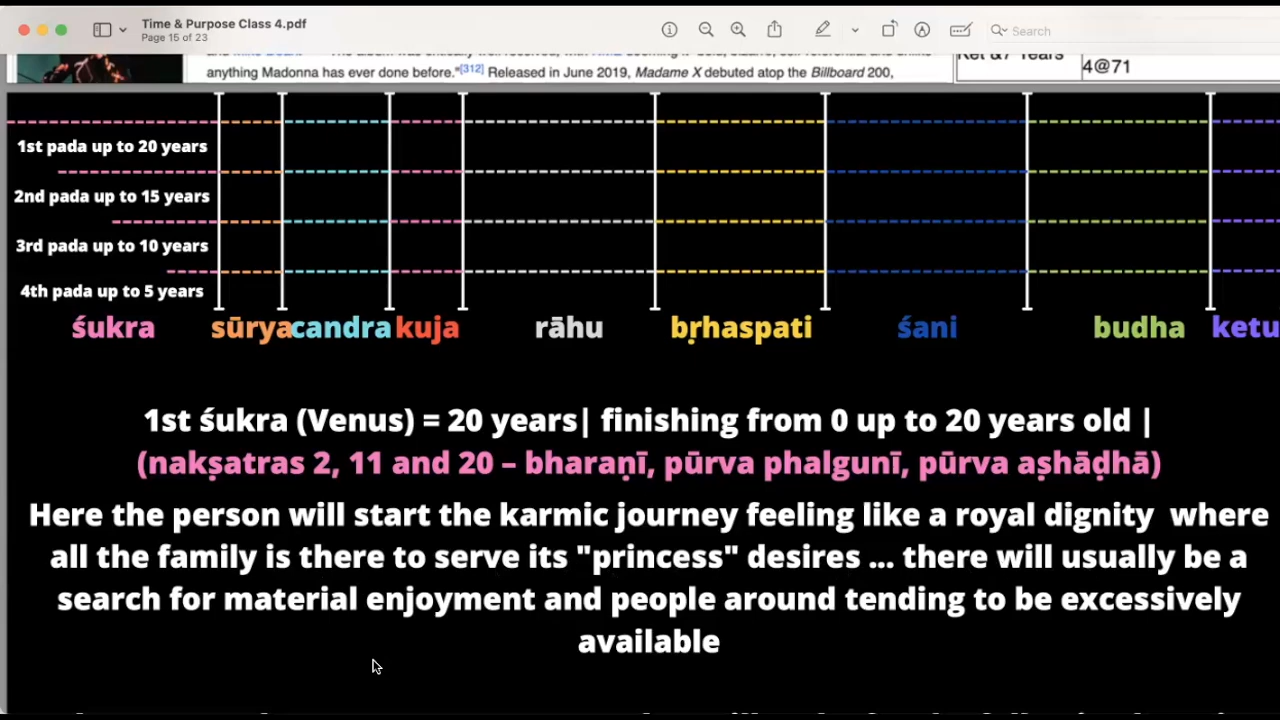 Time & Purpose Class 4.pdf
Page 15 of 23
Search
anything Madonna has ever done before."[312] Released in June 2019, Madame X debuted atop the Billboard 200,
4@71
1st pada up to 20 years
2nd pada up to 15 years
3rd pada up to 10 years
4th pada up to 5 years
śukra sūrya candra kuja rāhu bṛhaspati śani budha ketu
1st śukra (Venus) = 20 years| finishing from 0 up to 20 years old |
(nakṣatras 2, 11 and 20 – bharaṇī, pūrva phalgunī, pūrva aṣhāḍhā)
Here the person will start the karmic journey feeling like a royal dignity where
all the family is there to serve its "princess" desires ... there will usually be a
search for material enjoyment and people around tending to be excessively
available